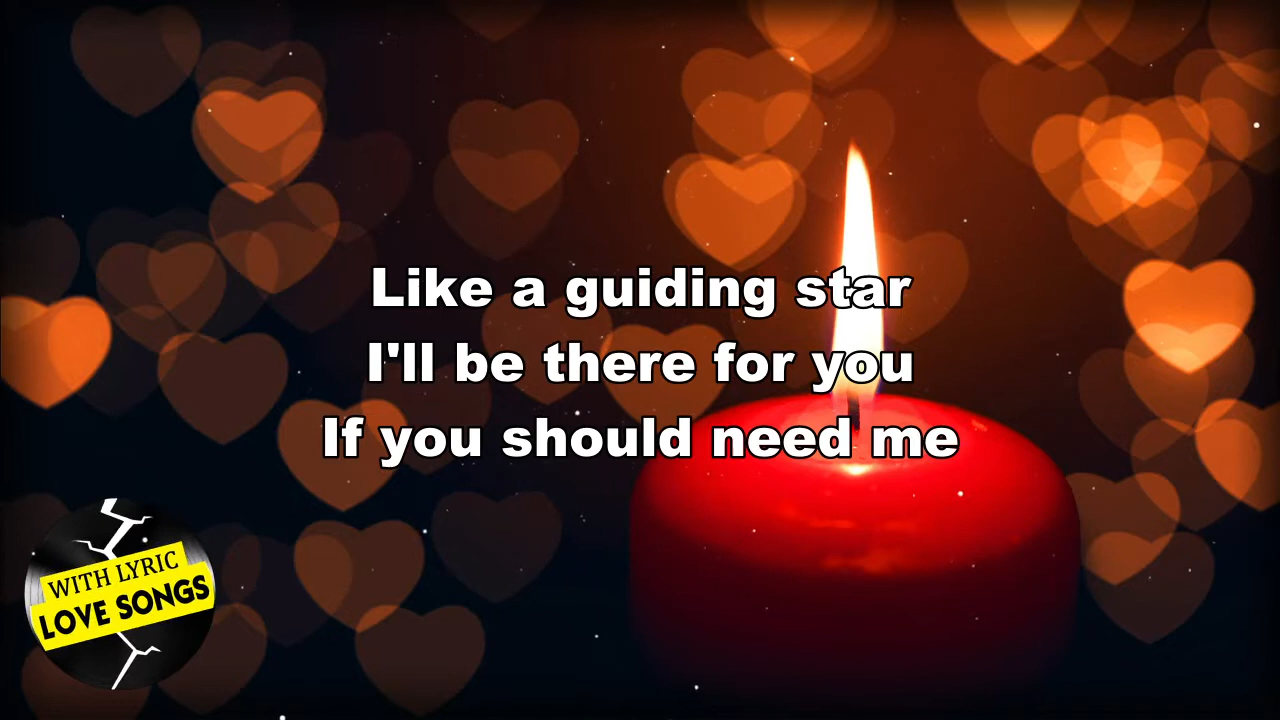 Like a guiding star
I'll be there for you
If you should need me
WITH LYRIC
LOVE SONGS